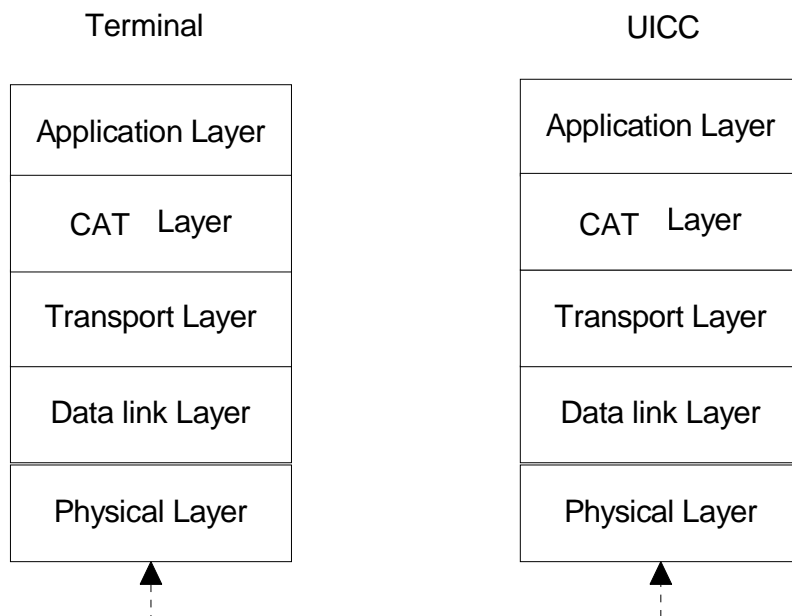 Terminal
UICC
Application Layer
Application Layer
CAT Layer
CAT Layer
Transport Layer
Transport Layer
Data link Layer
Data link Layer
Physical Layer
Physical Layer